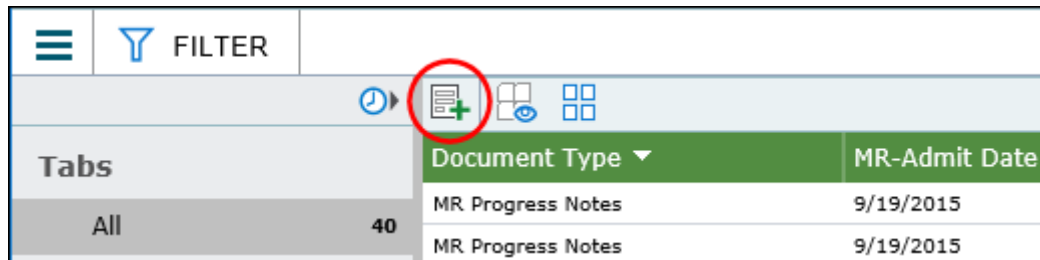 FILTER
Tabs
All 40
Document Type MR-Admit Date
MR Progress Notes 9/19/2015
MR Progress Notes 9/19/2015